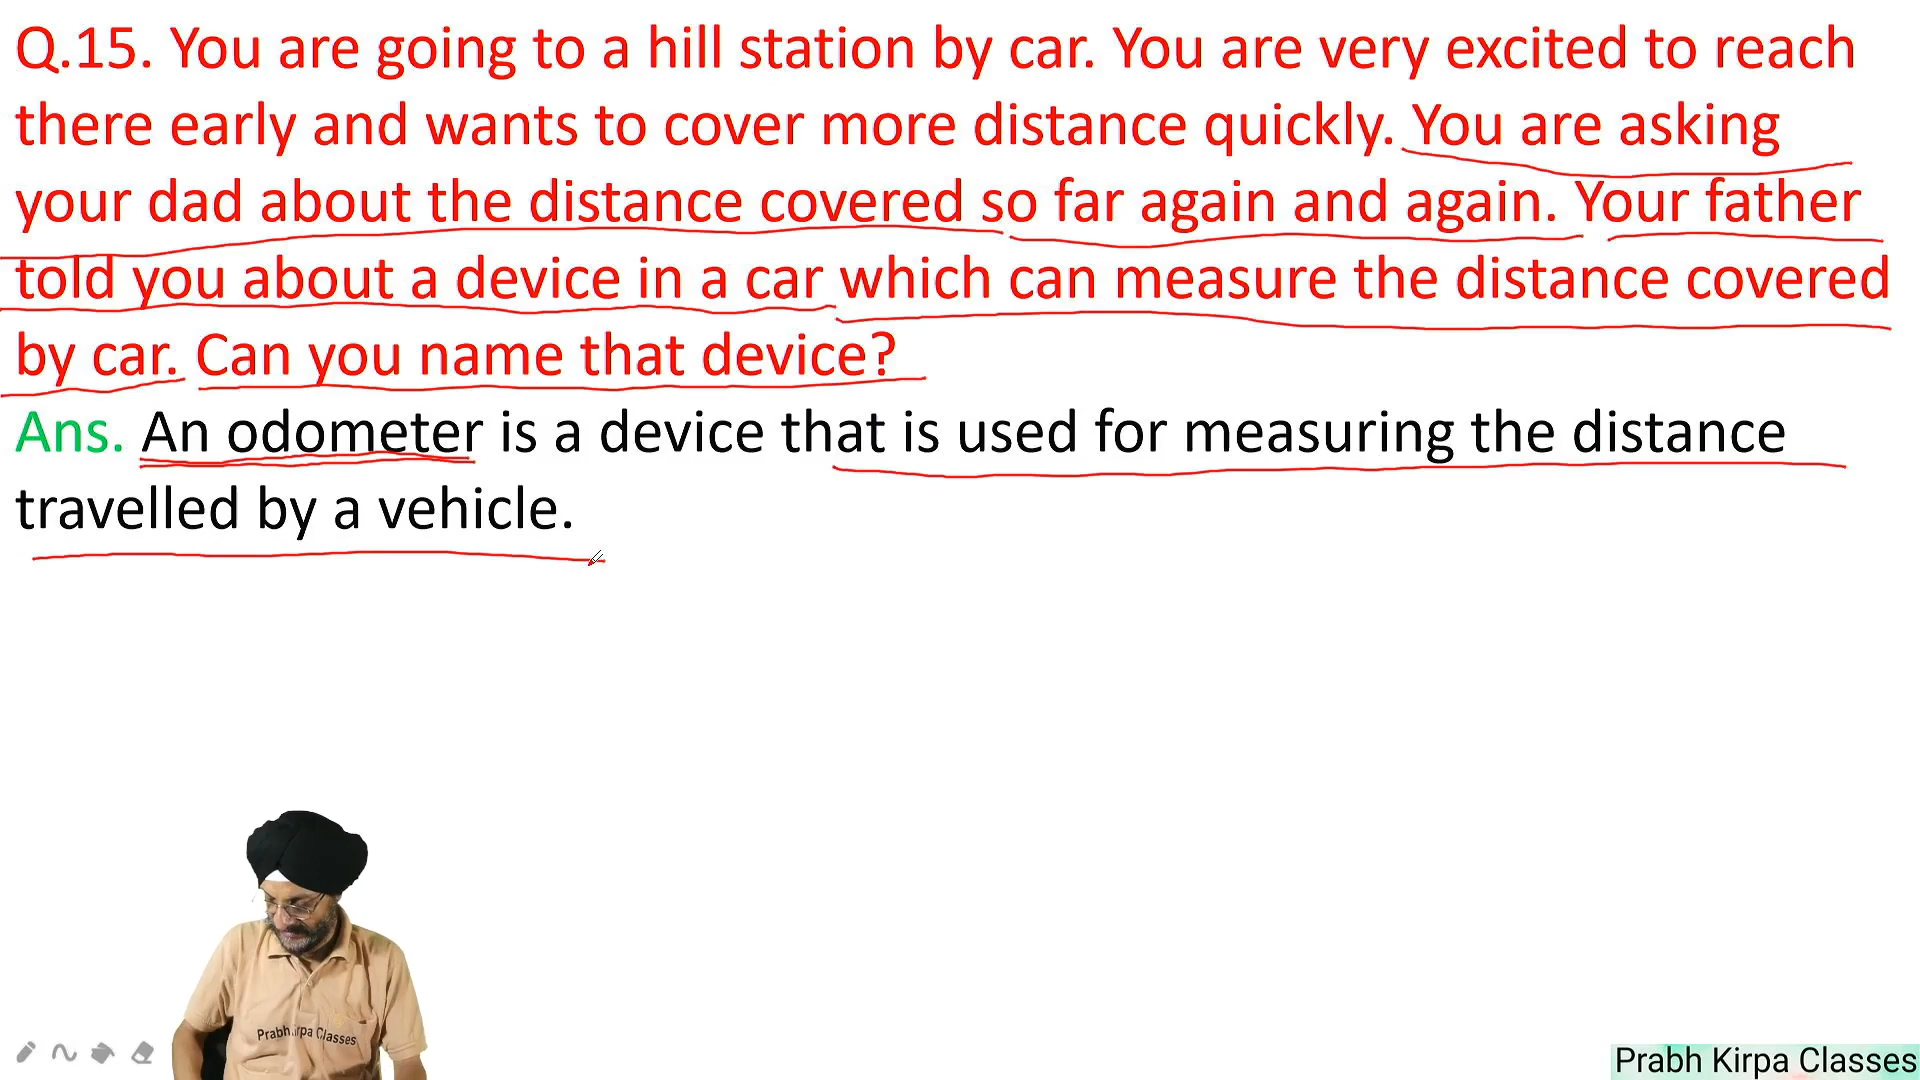 Q.15. You are going to a hill station by car. You are very excited to reach
there early and wants to cover more distance quickly. You are asking
your dad about the distance covered so far again and again. Your father
told you about a device in a car which can measure the distance covered
by car. Can you name that device?
Ans. An odometer is a device that is used for measuring the distance
travelled by a vehicle.
Prabh Kirpa Classes